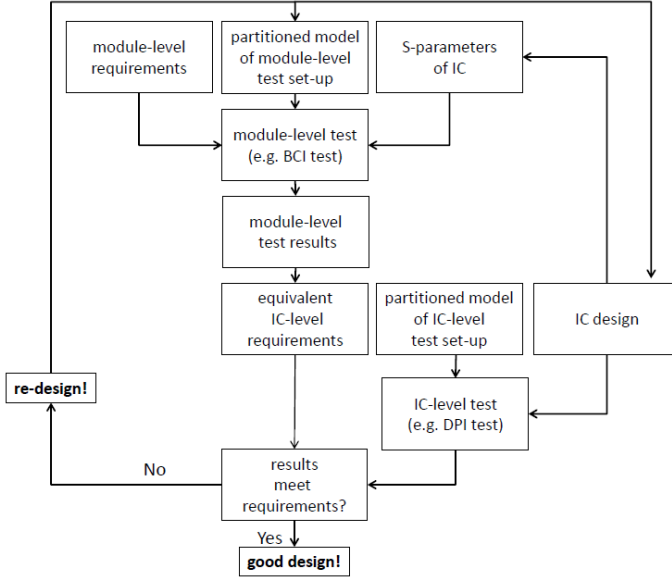 module-level
requirements
partitioned model
of module-level
test set-up
S-parameters
of IC
module-level test
(e.g. BCI test)
module-level
test results
equivalent
IC-level
requirements
partitioned model
of IC-level
test set-up
IC design
re-design!
IC-level test
(e.g. DPI test)
No
results
meet
requirements?
Yes
good design!